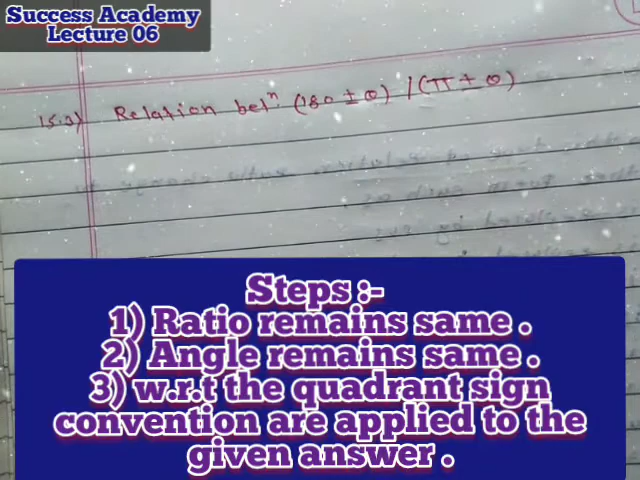 Success Academy
Lecture 06
15.3) Relation betⁿ (180 ± θ) / (π ± θ)
Steps :-
1) Ratio remains same .
2) Angle remains same .
3) w.r.t the quadrant sign
convention are applied to the
given answer .